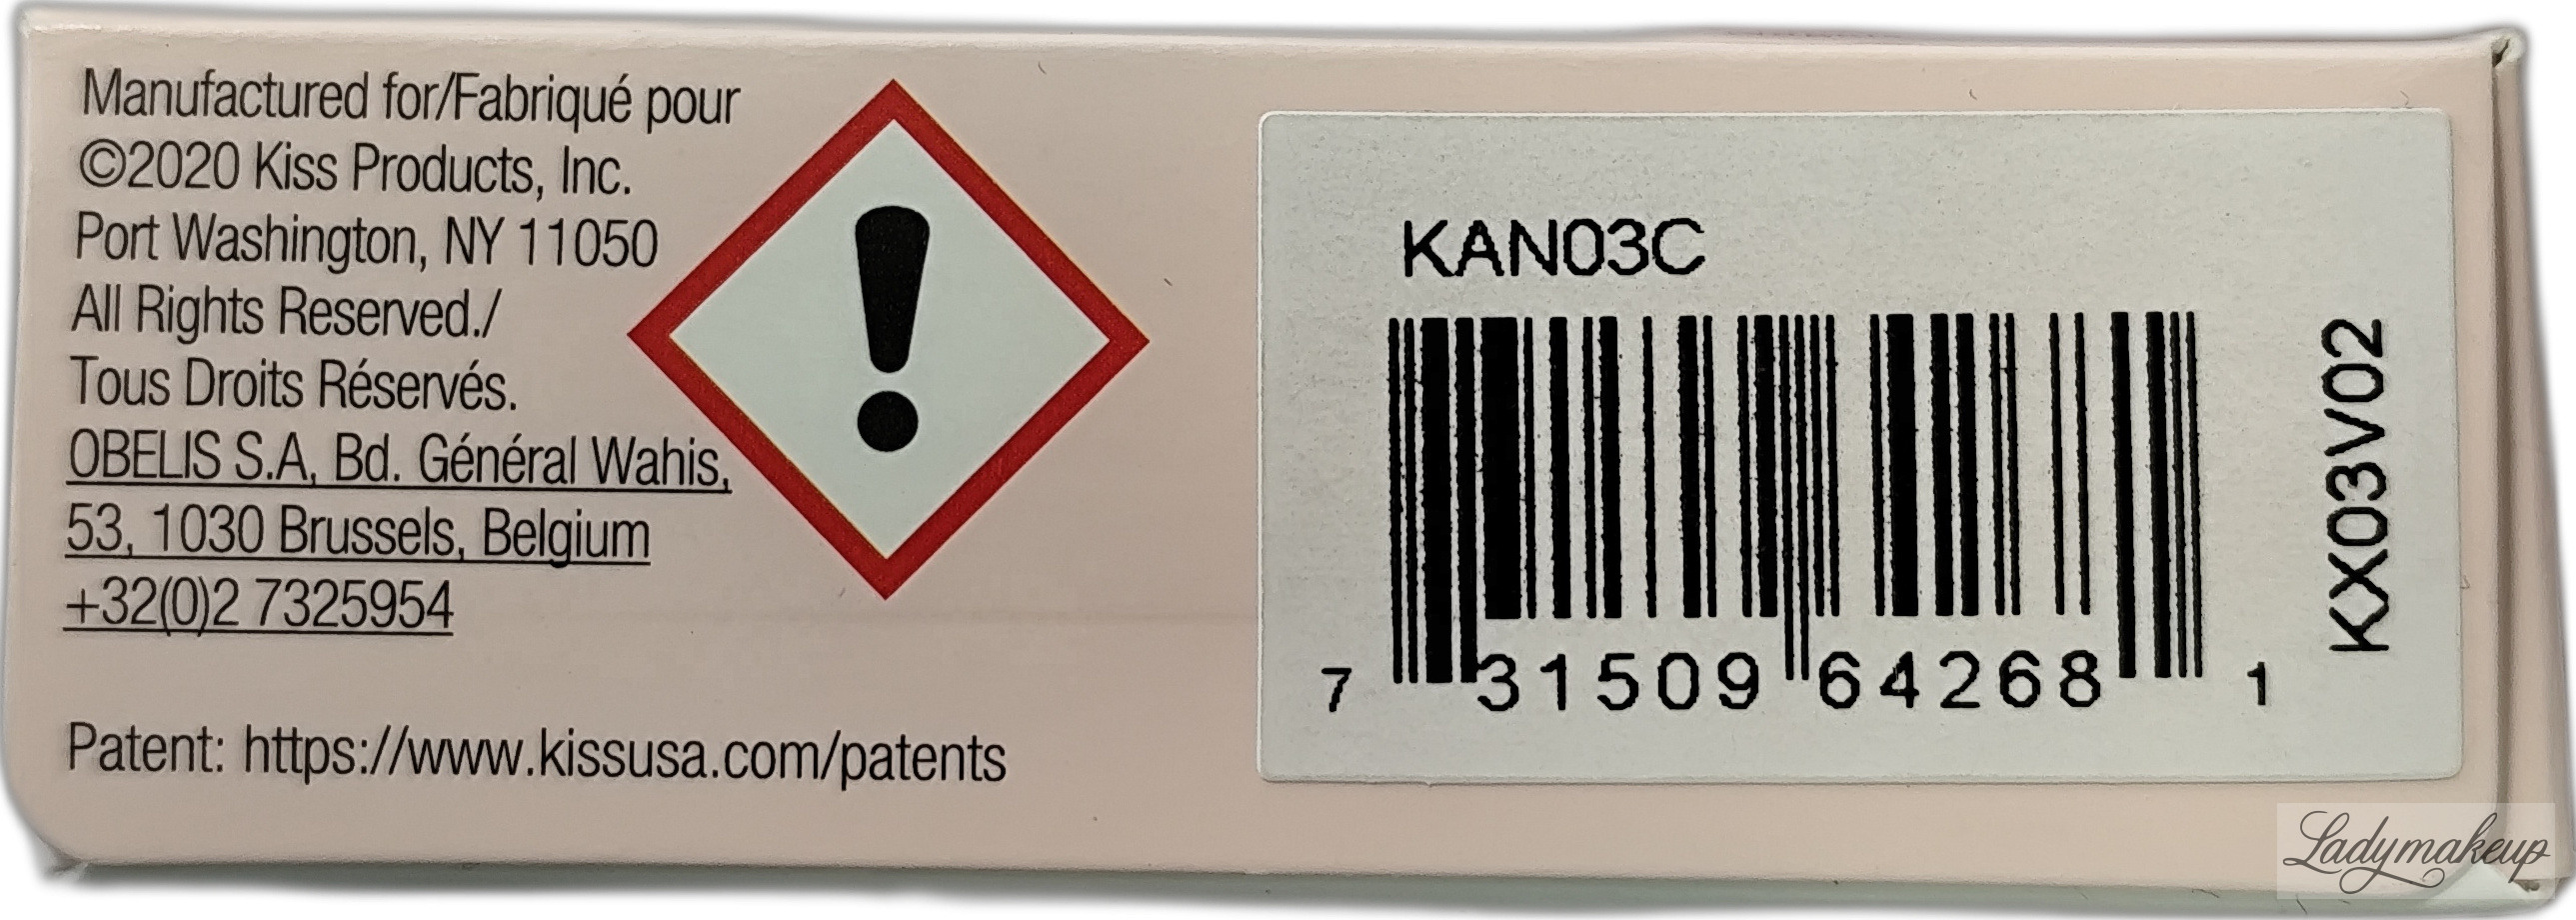 Manufactured for/Fabriqué pour
©2020 Kiss Products, Inc.
Port Washington, NY 11050
All Rights Reserved./
Tous Droits Réservés.
OBELIS S.A, Bd. Général Wahis,
53, 1030 Brussels, Belgium
+32(0)2 7325954
Patent: https://www.kissusa.com/patents
KAN03C
7 31509 64268 1
KX03V02
Ladymakeup